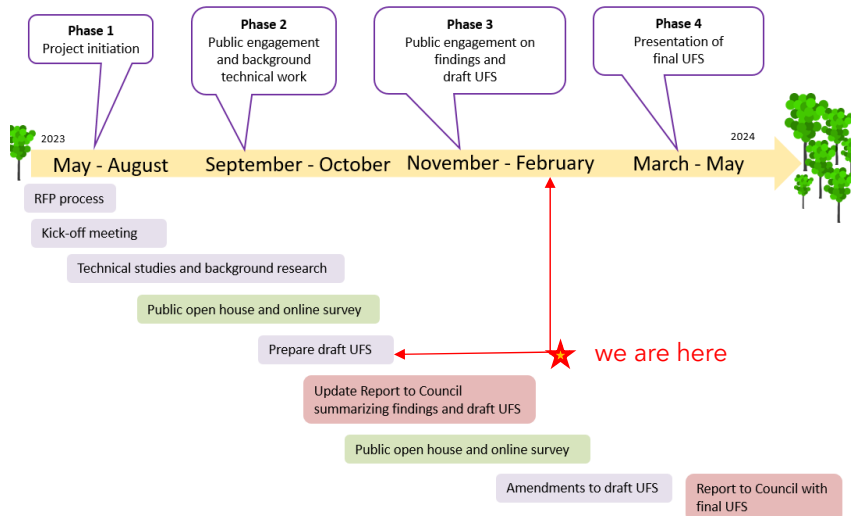 Phase 1
Project initiation
Phase 2
Public engagement
and background
technical work
Phase 3
Public engagement on
findings and
draft UFS
Phase 4
Presentation of
final UFS
2023
2024
May - August
September - October
November - February
March - May
RFP process
Kick-off meeting
Technical studies and background research
Public open house and online survey
Prepare draft UFS
we are here
Update Report to Council
summarizing findings and draft UFS
Public open house and online survey
Amendments to draft UFS
Report to Council with
final UFS